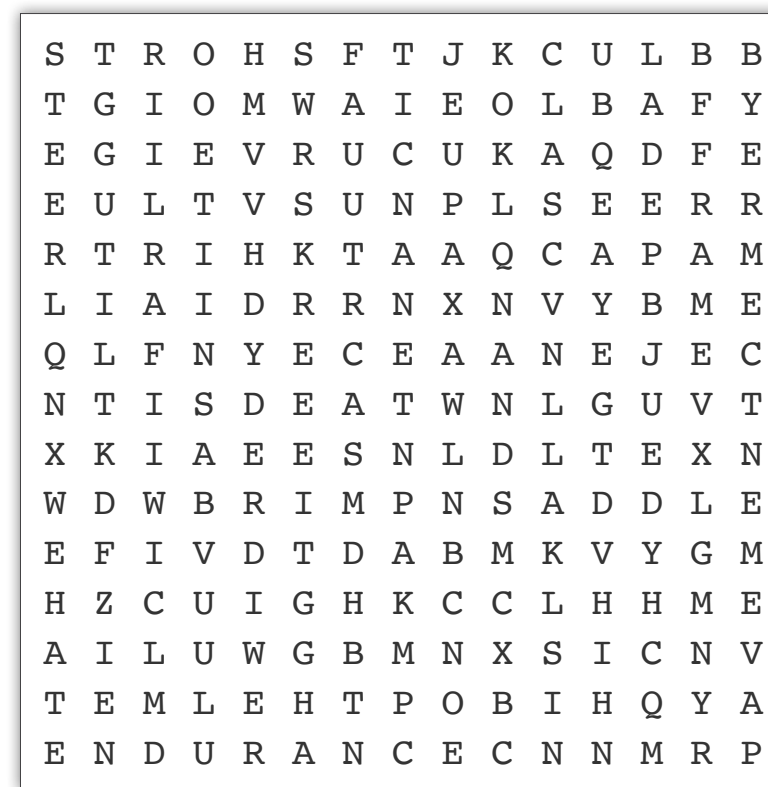 S T R O H S F T J K C U L B B
T G I O M W A I E O L B A F Y
E G I E V R U C U K A Q D F E
E U L T V S U N P L S E E R R
R T R I H K T A A Q C A P A M
L I A I D R R N X N V Y B M E
Q L F N Y E C E A A N E J E C
N T I S D E A T W N L G U V T
X K I A E E S N L D L T E X N
W D W B R I M P N S A D D L E
E F I V D T D A B M K V Y G M
H Z C U I G H K C C L H H M E
A I L U W G B M N X S I C N V
T E M L E H T P O B I H Q Y A
E N D U R A N C E C N N M R P